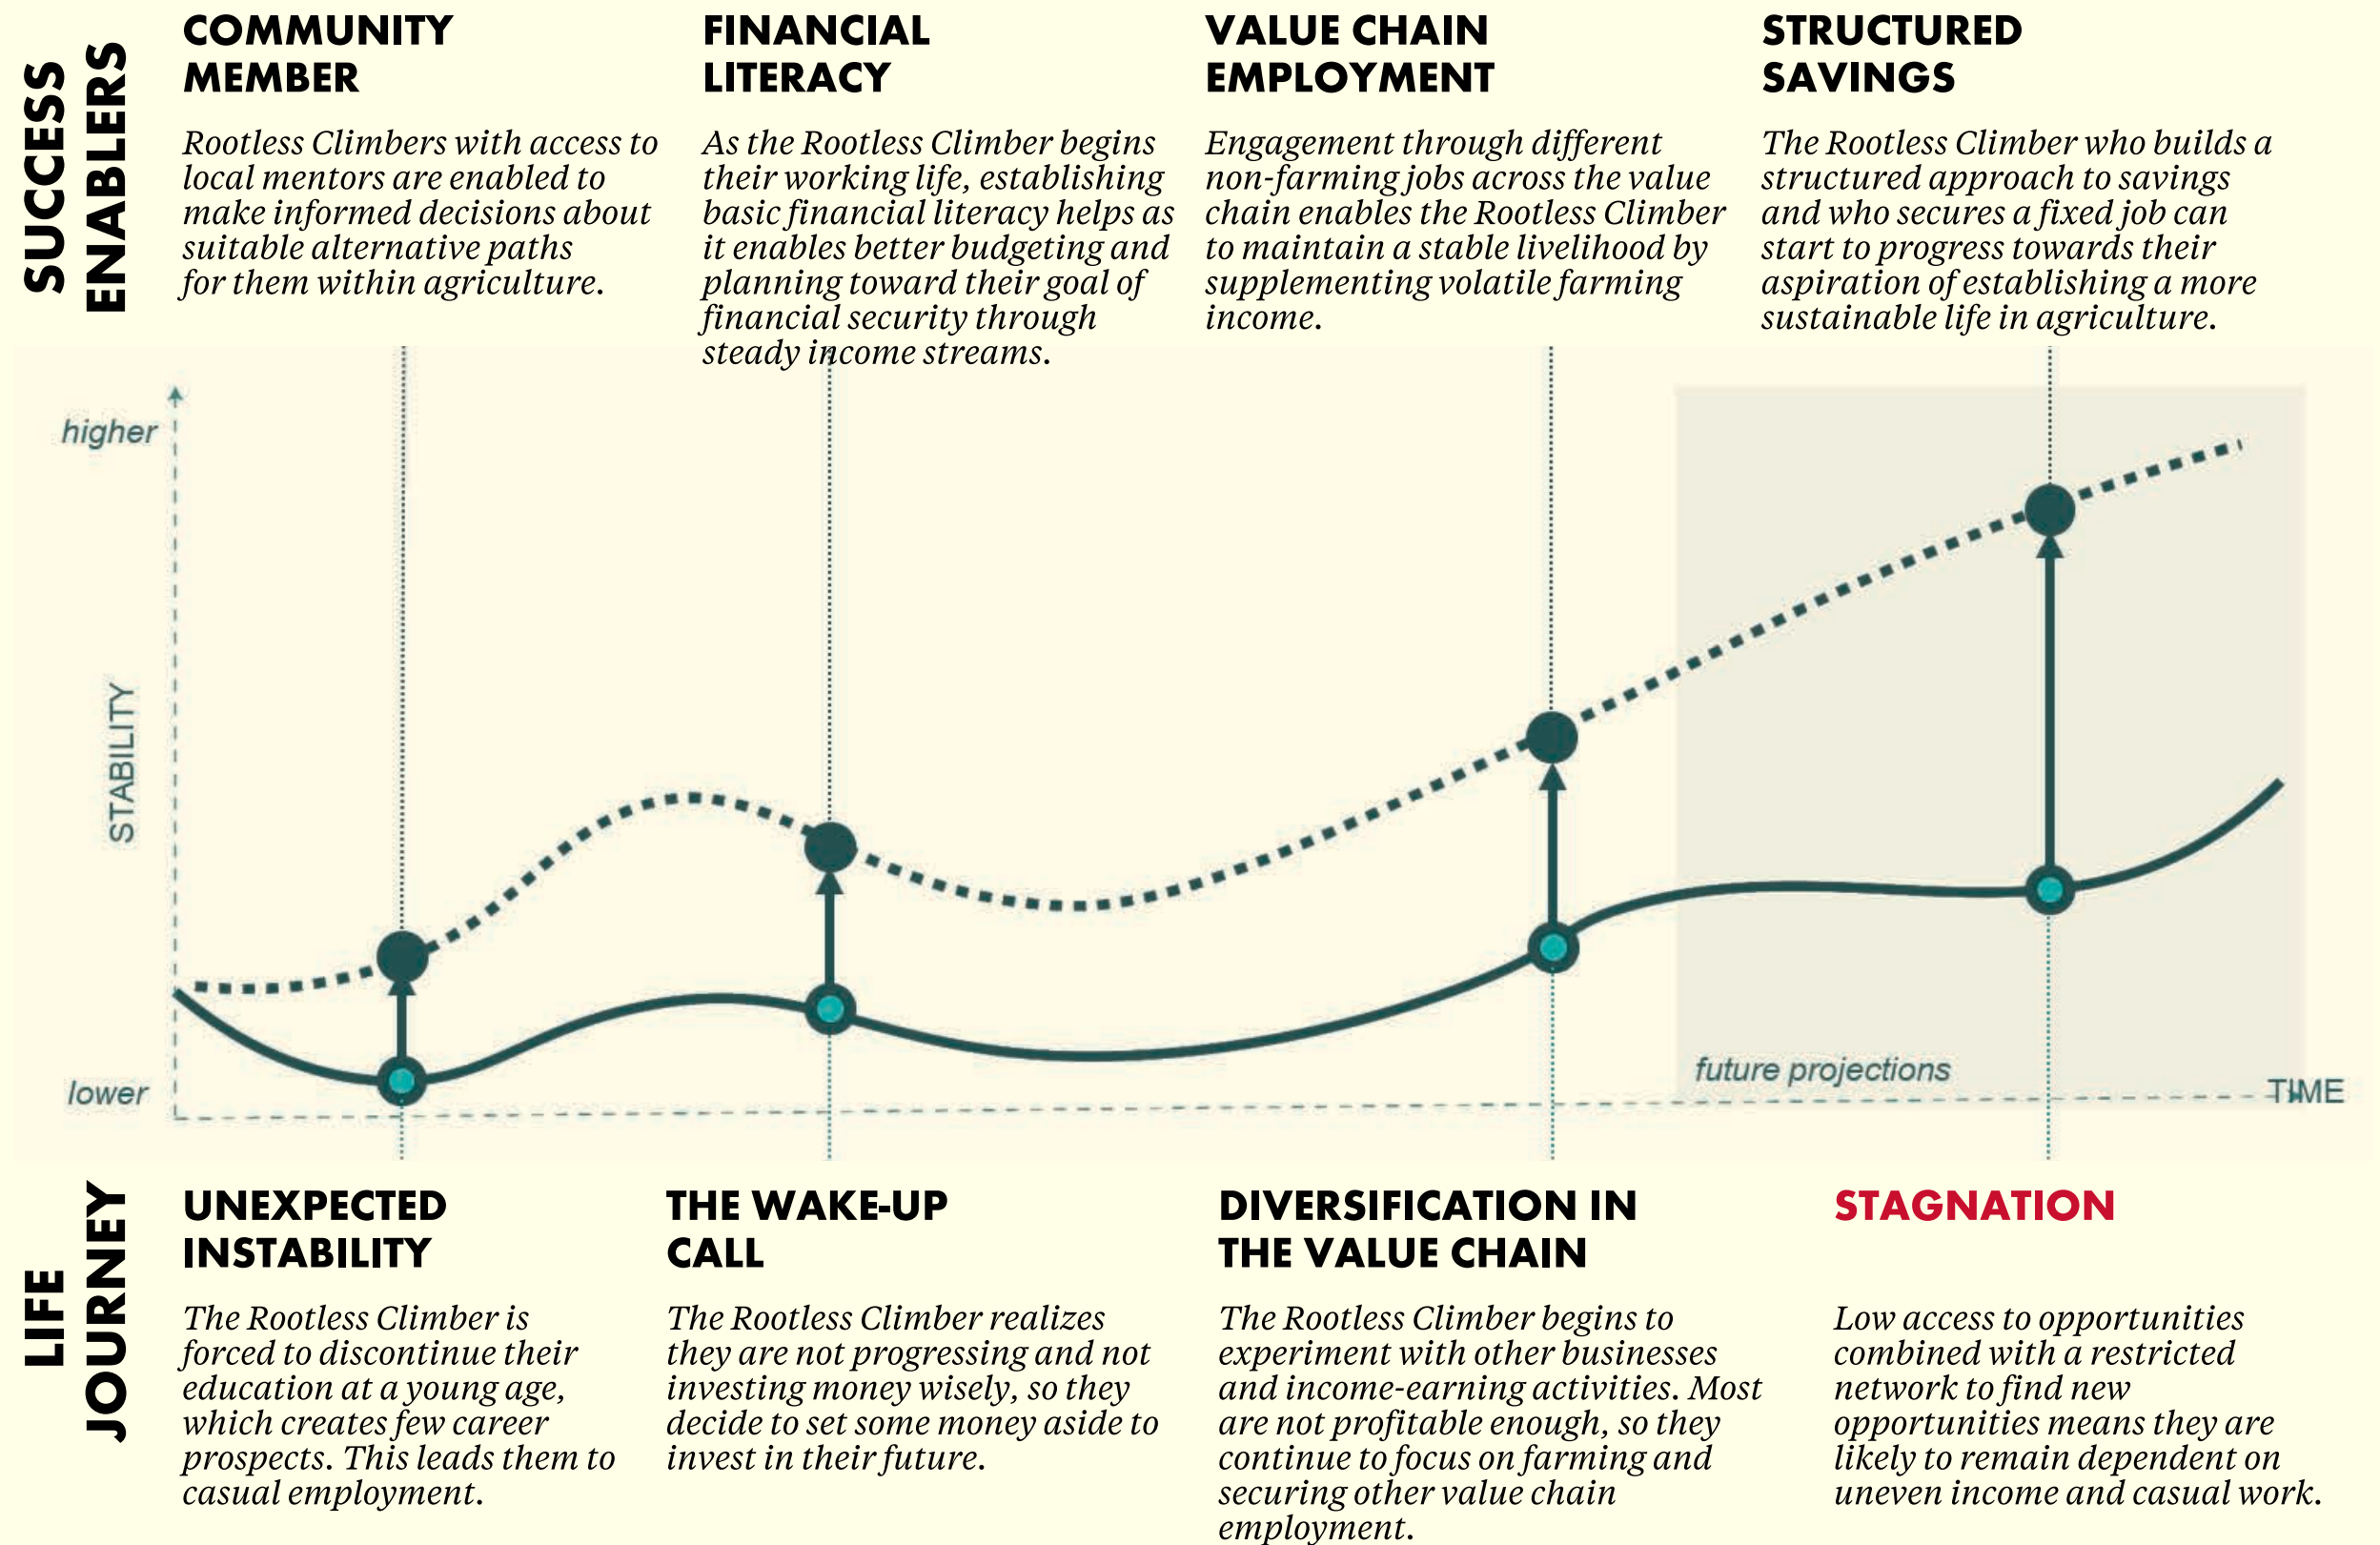 SUCCESS
ENABLERS
COMMUNITY
MEMBER
Rootless Climbers with access to
local mentors are enabled to
make informed decisions about
suitable alternative paths
for them within agriculture.
FINANCIAL
LITERACY
As the Rootless Climber begins
their working life, establishing
basic financial literacy helps as
it enables better budgeting and
planning toward their goal of
financial security through
steady income streams.
VALUE CHAIN
EMPLOYMENT
Engagement through different
non-farming jobs across the value
chain enables the Rootless Climber
to maintain a stable livelihood by
supplementing volatile farming
income.
STRUCTURED
SAVINGS
The Rootless Climber who builds a
structured approach to savings
and who secures a fixed job can
start to progress towards their
aspiration of establishing a more
sustainable life in agriculture.
higher
STABILITY
lower
future projections
TIME
LIFE
JOURNEY
UNEXPECTED
INSTABILITY
The Rootless Climber is
forced to discontinue their
education at a young age,
which creates few career
prospects. This leads them to
casual employment.
THE WAKE-UP
CALL
The Rootless Climber realizes
they are not progressing and not
investing money wisely, so they
decide to set some money aside to
invest in their future.
DIVERSIFICATION IN
THE VALUE CHAIN
The Rootless Climber begins to
experiment with other businesses
and income-earning activities. Most
are not profitable enough, so they
continue to focus on farming and
securing other value chain
employment.
STAGNATION
Low access to opportunities
combined with a restricted
network to find new
opportunities means they are
likely to remain dependent on
uneven income and casual work.